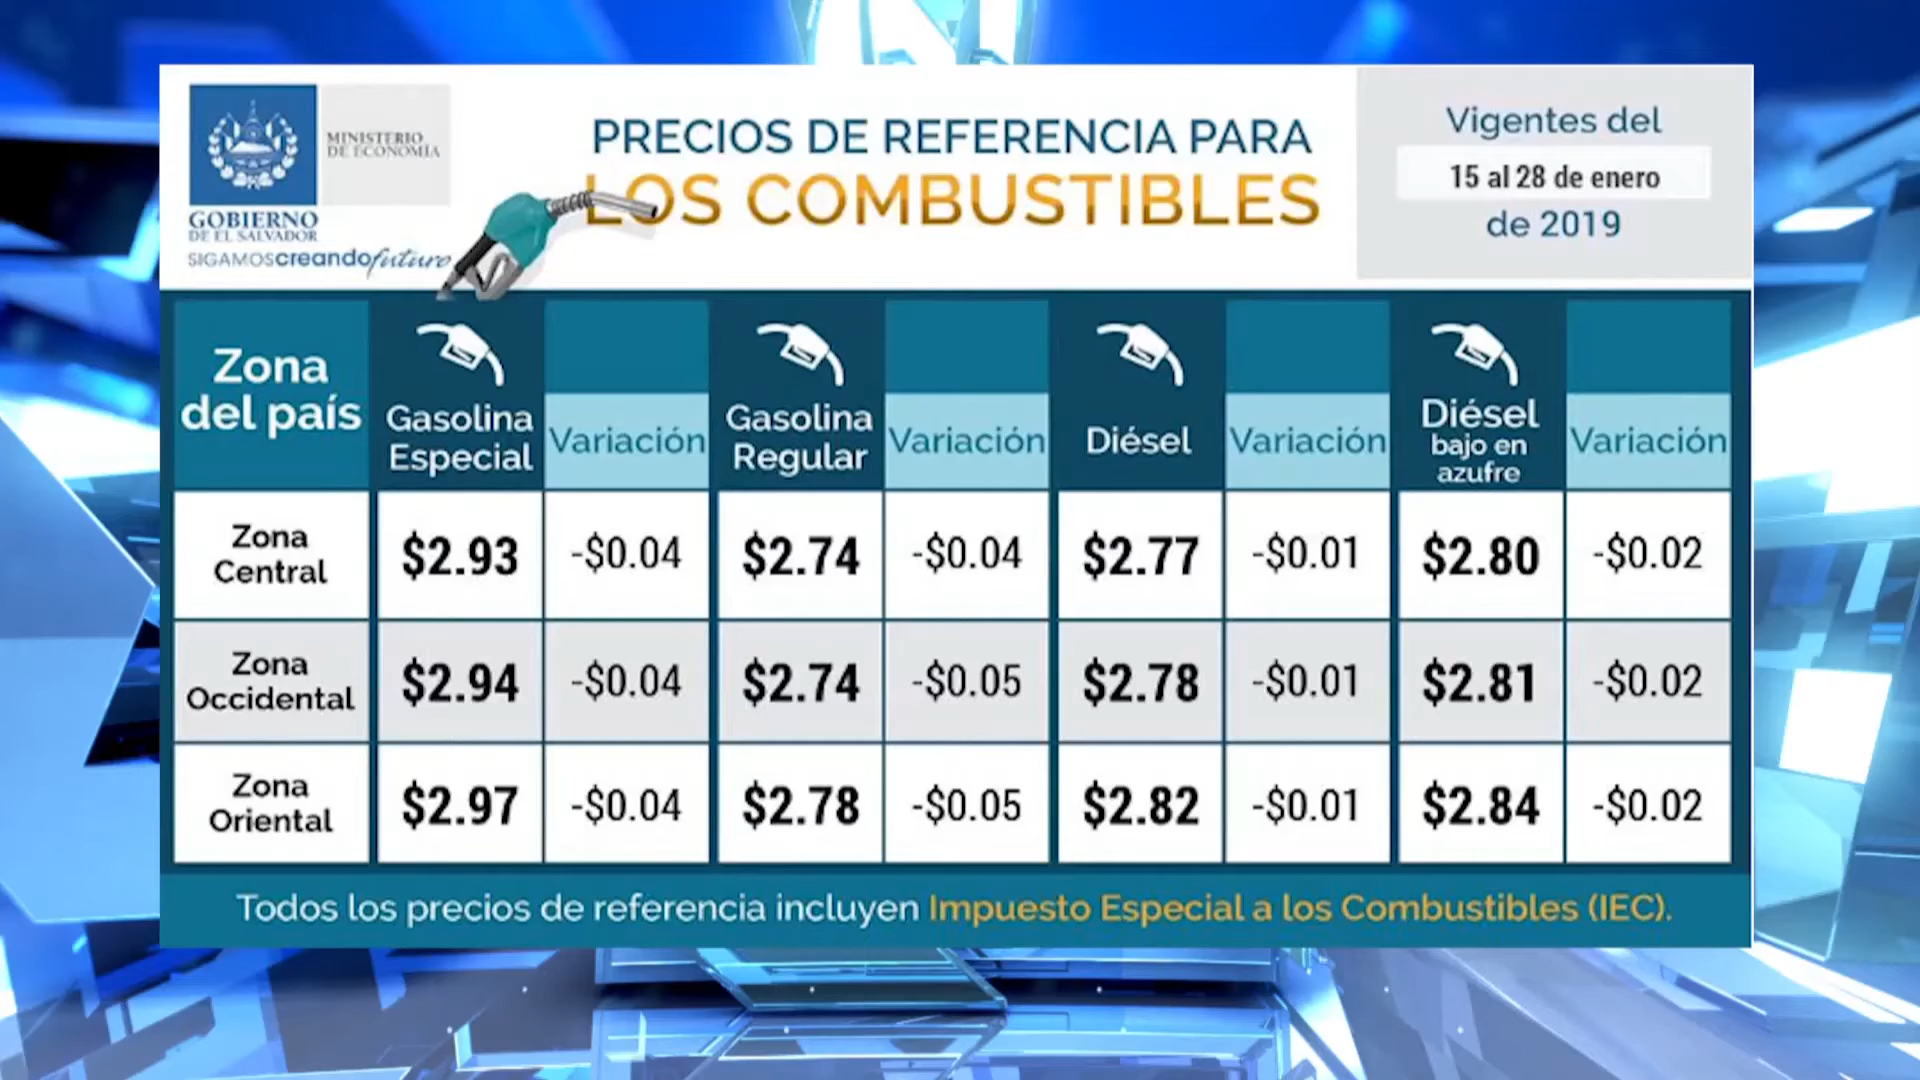 MINISTERIO
DE ECONOMÍA
GOBIERNO
DE EL SALVADOR
SIGAMOS creando futuro
PRECIOS DE REFERENCIA PARA
LOS COMBUSTIBLES
Vigentes del
15 al 28 de enero
de 2019
Zona
del país
Gasolina
Especial
Variación
Gasolina
Regular
Variación
Diésel
Variación
Diésel
bajo en
azufre
Variación
Zona
Central
$2.93 -$0.04 $2.74 -$0.04 $2.77 -$0.01 $2.80 -$0.02
Zona
Occidental
$2.94 -$0.04 $2.74 -$0.05 $2.78 -$0.01 $2.81 -$0.02
Zona
Oriental
$2.97 -$0.04 $2.78 -$0.05 $2.82 -$0.01 $2.84 -$0.02
Todos los precios de referencia incluyen Impuesto Especial a los Combustibles (IEC).